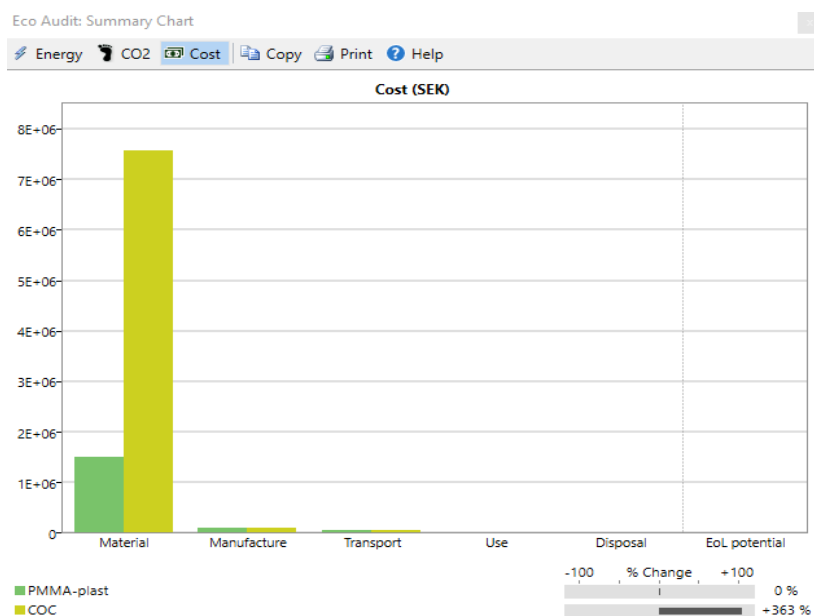 Eco Audit: Summary Chart
Energy CO2 Cost Copy Print Help
Cost (SEK)
8E+06
7E+06
6E+06
5E+06
4E+06
3E+06
2E+06
1E+06
0
Material Manufacture Transport Use Disposal EoL potential
-100 % Change +100
PMMA-plast 0 %
COC +363 %